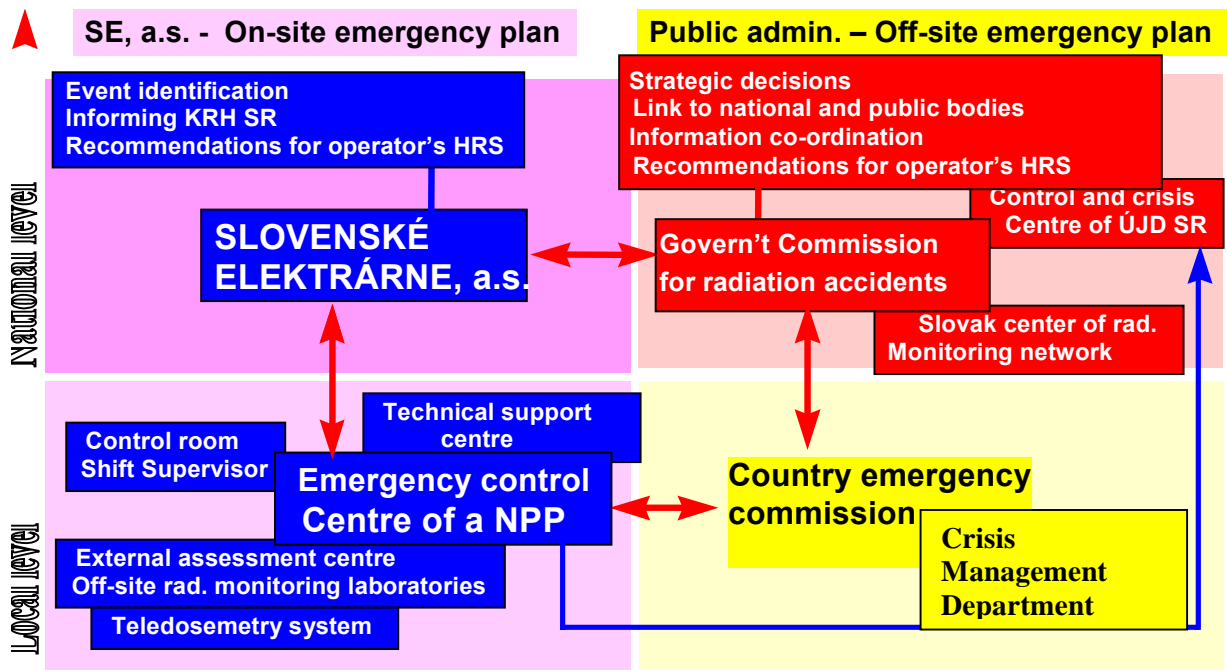 SE, a.s. - On-site emergency plan
Public admin. – Off-site emergency plan
National level
Event identification
Informing KRH SR
Recommendations for operator's HRS
Strategic decisions
Link to national and public bodies
Information co-ordination
Recommendations for operator's HRS
Control and crisis
Centre of ÚJD SR
SLOVENSKÉ
ELEKTRÁRNE, a.s.
Govern't Commission
for radiation accidents
Slovak center of rad.
Monitoring network
Local level
Technical support
centre
Control room
Shift Supervisor
Emergency control
Centre of a NPP
Country emergency
commission
External assessment centre
Off-site rad. monitoring laboratories
Teledosemetry system
Crisis
Management
Department